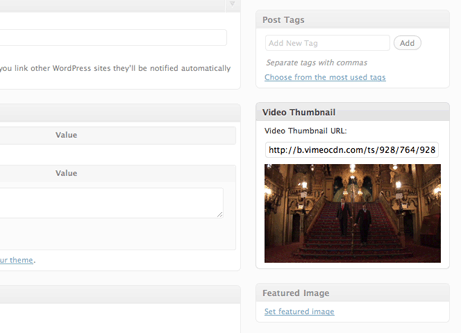 you link other WordPress sites they'll be notified automatically
Value
Value
ur theme.
Post Tags
Add New Tag
Add
Separate tags with commas
Choose from the most used tags
Video Thumbnail
Video Thumbnail URL:
http://b.vimeocdn.com/ts/928/764/928
Featured Image
Set featured image